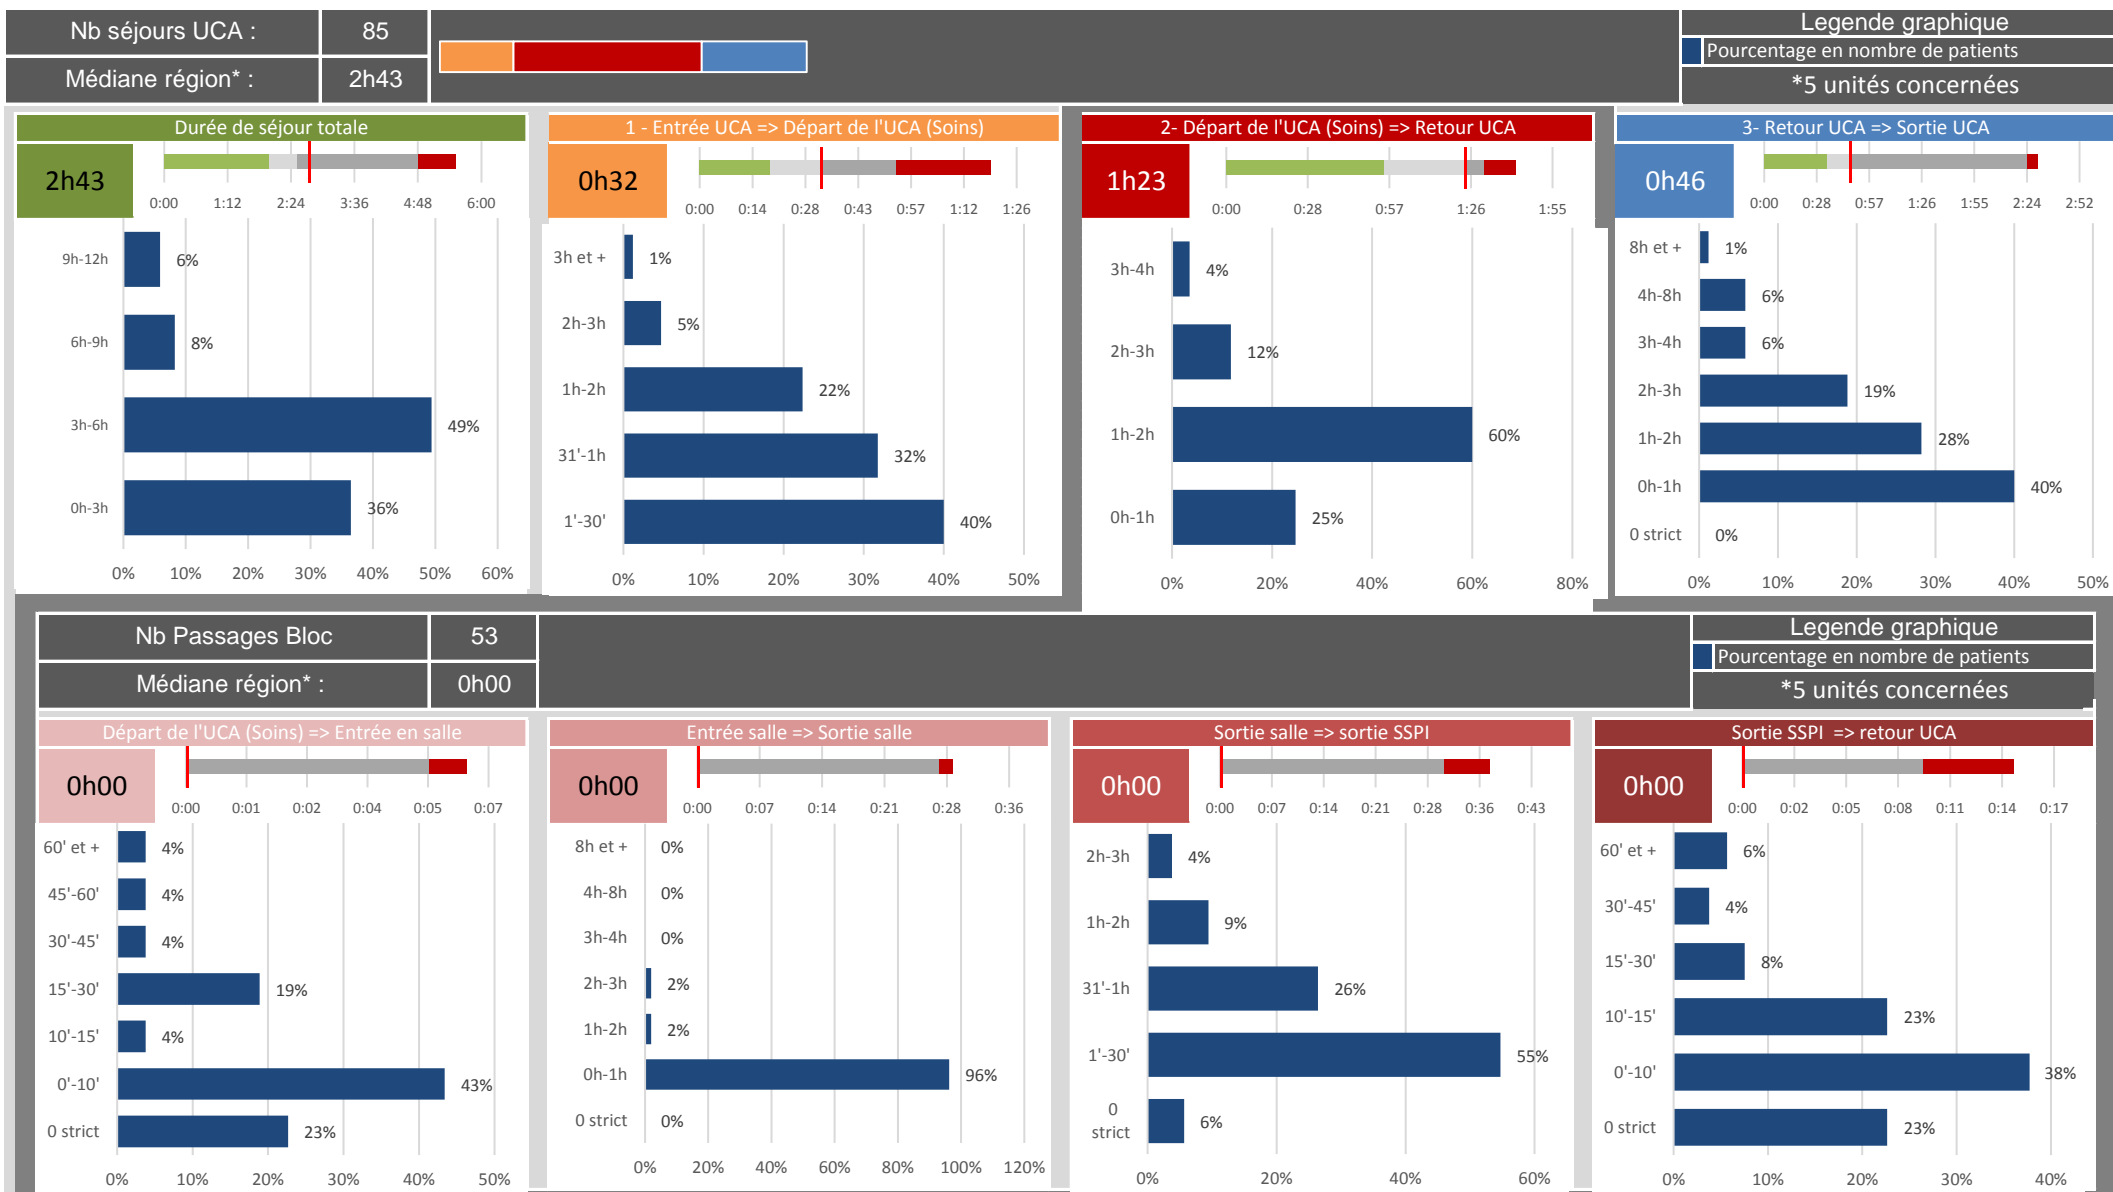 Nb séjours UCA :
85
Médiane région* :
2h43
Legende graphique
Pourcentage en nombre de patients
*5 unités concernées
Durée de séjour totale
2h43
0:00 1:12 2:24 3:36 4:48 6:00
9h-12h 6%
6h-9h 8%
3h-6h 49%
0h-3h 36%
0% 10% 20% 30% 40% 50% 60%
1 - Entrée UCA => Départ de l'UCA (Soins)
0h32
0:00 0:14 0:28 0:43 0:57 1:12 1:26
3h et + 1%
2h-3h 5%
1h-2h 22%
31'-1h 32%
1'-30' 40%
0% 10% 20% 30% 40% 50%
2- Départ de l'UCA (Soins) => Retour UCA
1h23
0:00 0:28 0:57 1:26 1:55
3h-4h 4%
2h-3h 12%
1h-2h 60%
0h-1h 25%
0% 20% 40% 60% 80%
3- Retour UCA => Sortie UCA
0h46
0:00 0:28 0:57 1:26 1:55 2:24 2:52
8h et + 1%
4h-8h 6%
3h-4h 6%
2h-3h 19%
1h-2h 28%
0h-1h 40%
0 strict 0%
0% 10% 20% 30% 40% 50%
Nb Passages Bloc
53
Médiane région* :
0h00
Legende graphique
Pourcentage en nombre de patients
*5 unités concernées
Départ de l'UCA (Soins) => Entrée en salle
0h00
0:00 0:01 0:02 0:04 0:05 0:07
60' et + 4%
45'-60' 4%
30'-45' 4%
15'-30' 19%
10'-15' 4%
0'-10' 43%
0 strict 23%
0% 10% 20% 30% 40% 50%
Entrée salle => Sortie salle
0h00
0:00 0:07 0:14 0:21 0:28 0:36
8h et + 0%
4h-8h 0%
3h-4h 0%
2h-3h 2%
1h-2h 2%
0h-1h 96%
0 strict 0%
0% 20% 40% 60% 80% 100% 120%
Sortie salle => sortie SSPI
0h00
0:00 0:07 0:14 0:21 0:28 0:36 0:43
2h-3h 4%
1h-2h 9%
31'-1h 26%
1'-30' 55%
0
strict 6%
0% 20% 40% 60%
Sortie SSPI => retour UCA
0h00
0:00 0:02 0:05 0:08 0:11 0:14 0:17
60' et + 6%
30'-45' 4%
15'-30' 8%
10'-15' 23%
0'-10' 38%
0 strict 23%
0% 10% 20% 30% 40%